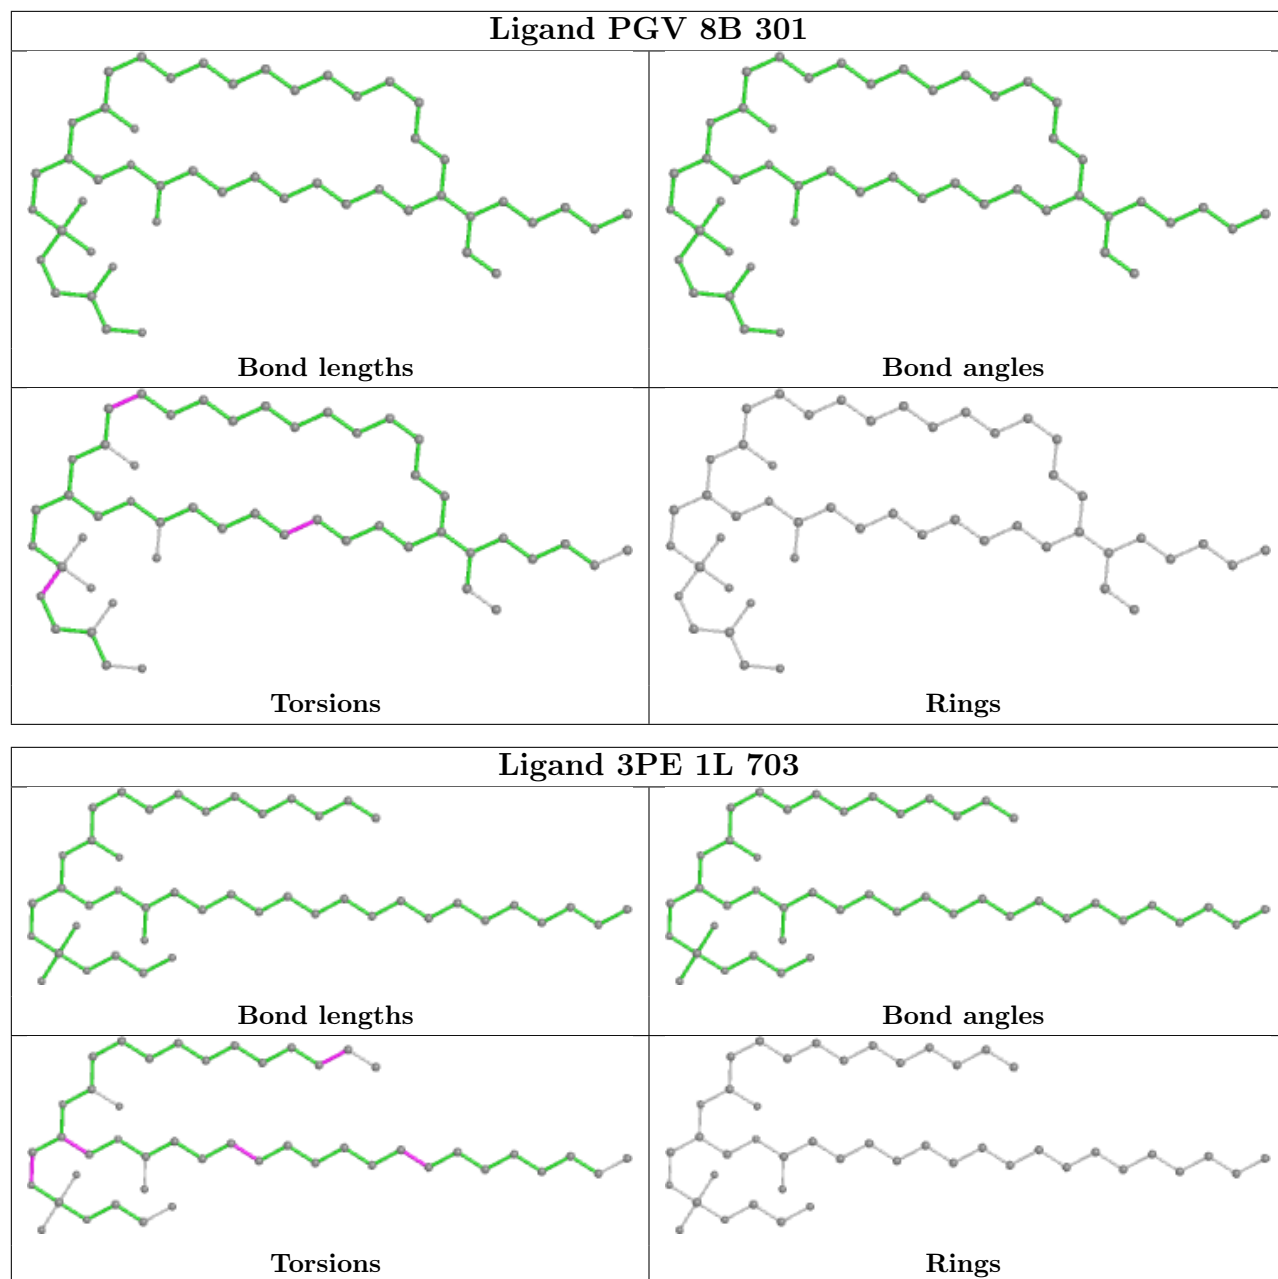 Ligand PGV 8B 301
Bond lengths
Bond angles
Torsions
Rings
Ligand 3PE 1L 703
Bond lengths
Bond angles
Torsions
Rings